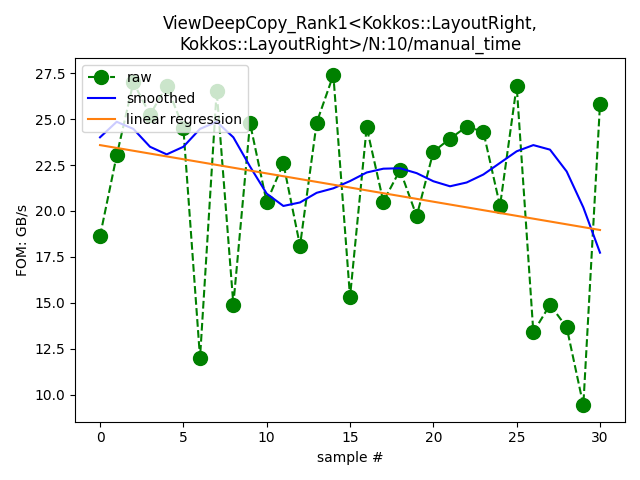 ViewDeepCopy_Rank1<Kokkos::LayoutRight,
Kokkos::LayoutRight>/N:10/manual_time
raw
smoothed
linear regression
27.5
25.0
22.5
20.0
17.5
15.0
12.5
10.0
FOM: GB/s
0
5
10
15
20
25
30
sample #